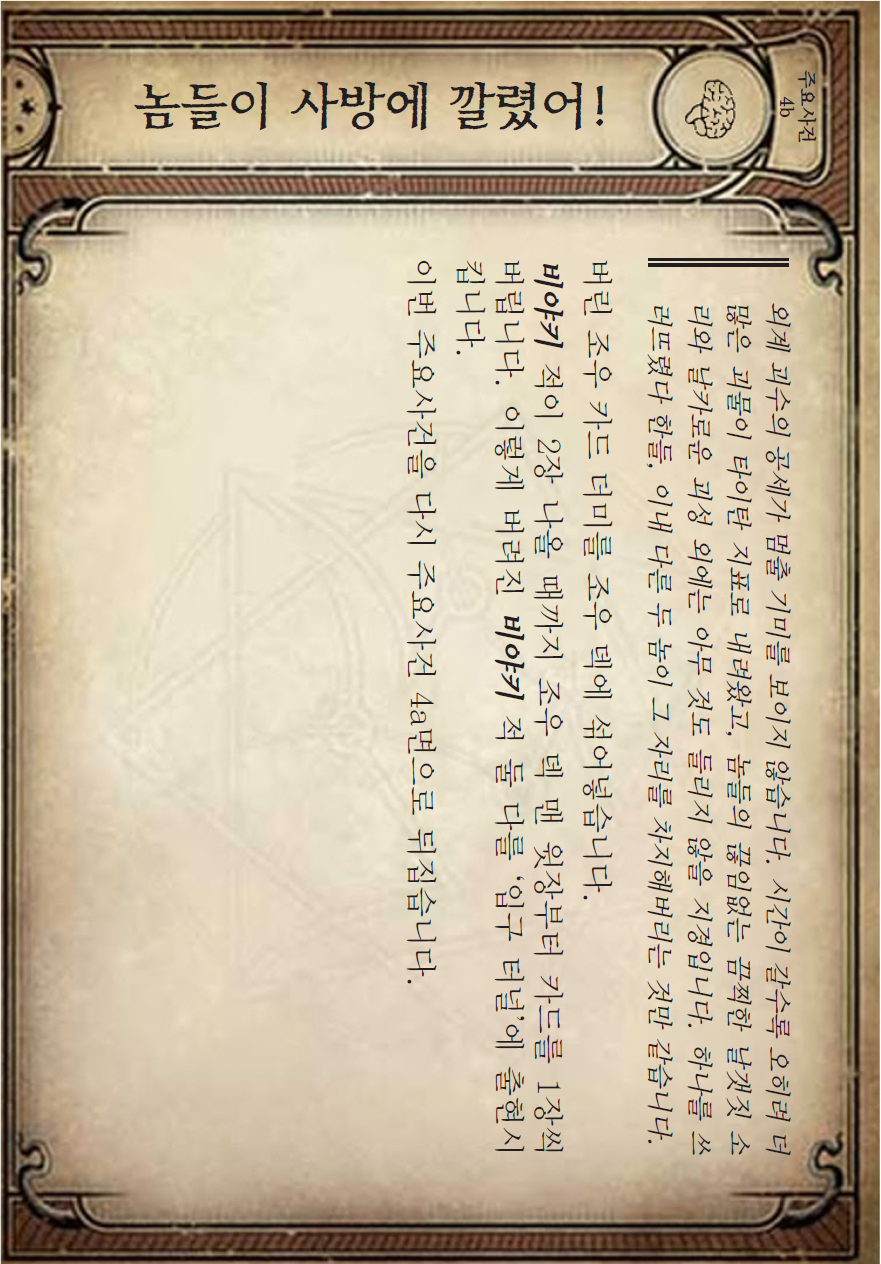 주요사건
4b
놈들이 사방에 깔렸어!
외계 괴수의 공세가 멈출 기미를 보이지 않습니다. 시간이 갈수록 오히려 더
많은 괴물이 타이탄 지표로 내려왔고, 놈들의 끊임없는 끔찍한 날갯짓 소
리와 날카로운 괴성 외에는 아무 것도 들리지 않을 지경입니다. 하나를 쓰
러뜨렸다 한들, 이내 다른 두 놈이 그 자리를 차지해버리는 것만 같습니다.
버린 조우 카드 더미를 조우 덱에 섞어넣습니다.
비야키 적이 2장 나올 때까지 조우 덱 맨 윗장부터 카드를 1장씩
버립니다. 이렇게 버려진 비야키 적 둘 다를 ‘입구 터널’에 출현시
킵니다.
이번 주요사건을 다시 주요사건 4a면으로 뒤집습니다.